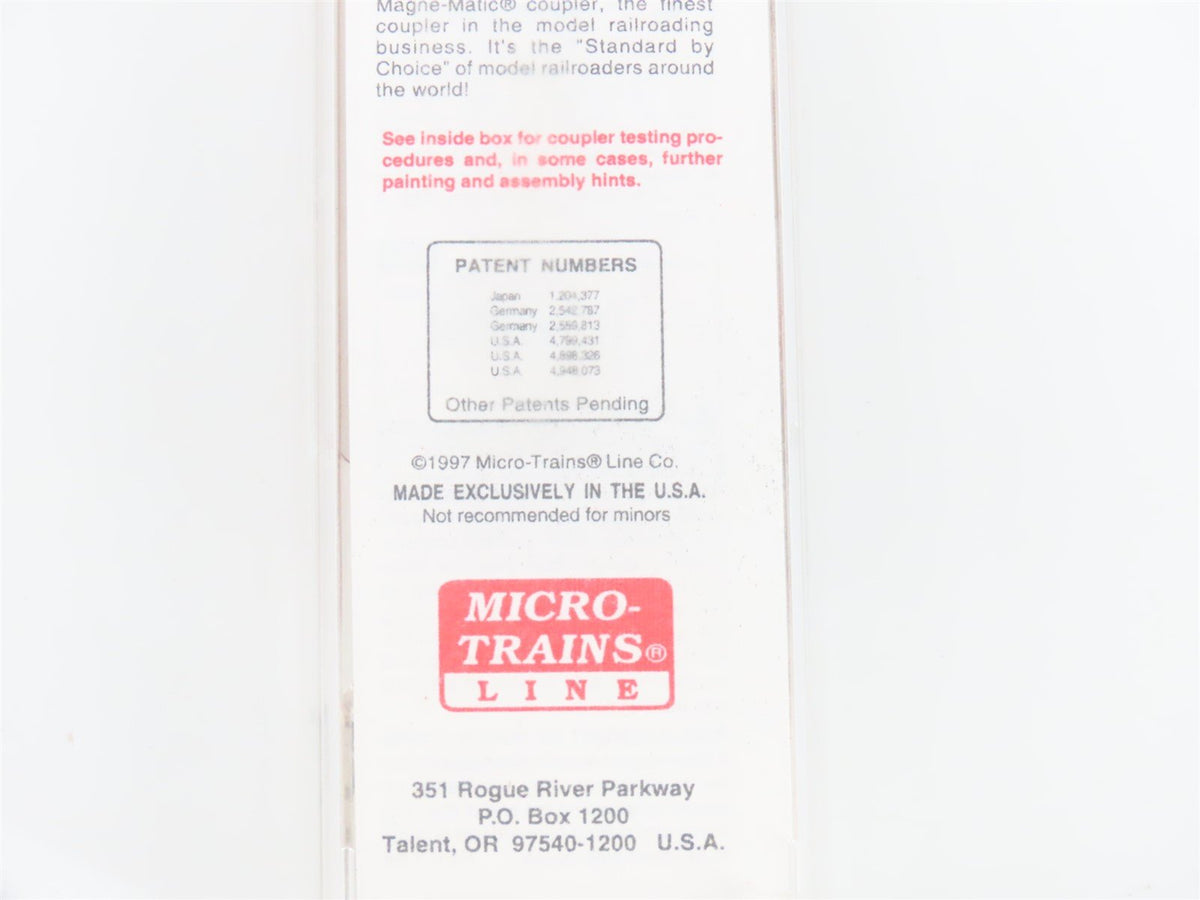 Magne-Matic® coupler, the finest
coupler in the model railroading
business. It's the "Standard by
Choice" of model railroaders around
the world!
See inside box for coupler testing pro-
cedures and, in some cases, further
painting and assembly hints.
PATENT NUMBERS
Japan 1,204,377
Germany 2,542,787
Germany 2,559,813
U.S.A. 4,799,431
U.S.A. 4,898,326
U.S.A. 4,948,073
Other Patents Pending
©1997 Micro-Trains® Line Co.
MADE EXCLUSIVELY IN THE U.S.A.
Not recommended for minors
MICRO-
TRAINS®
LINE
351 Rogue River Parkway
P.O. Box 1200
Talent, OR 97540-1200 U.S.A.